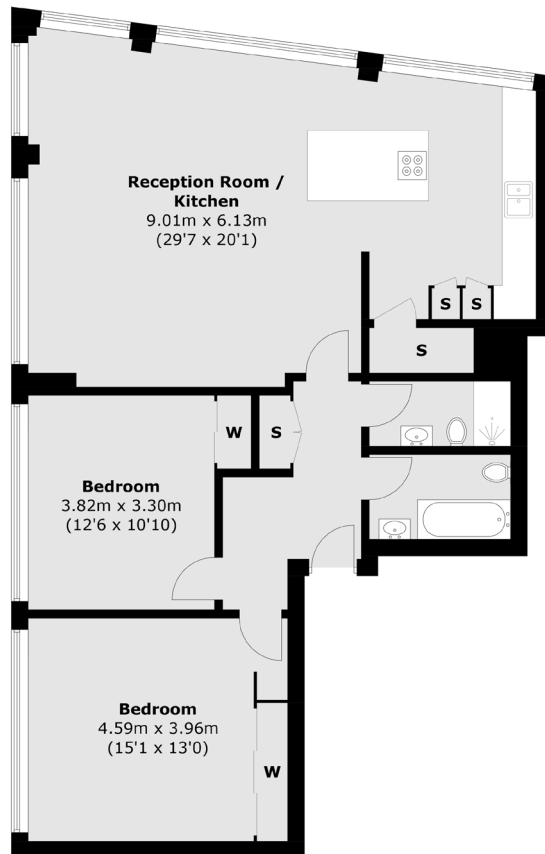 Reception Room /
Kitchen
9.01m x 6.13m
(29'7 x 20'1)
S
S
S
W
S
Bedroom
3.82m x 3.30m
(12'6 x 10'10)
Bedroom
4.59m x 3.96m
(15'1 x 13'0)
W